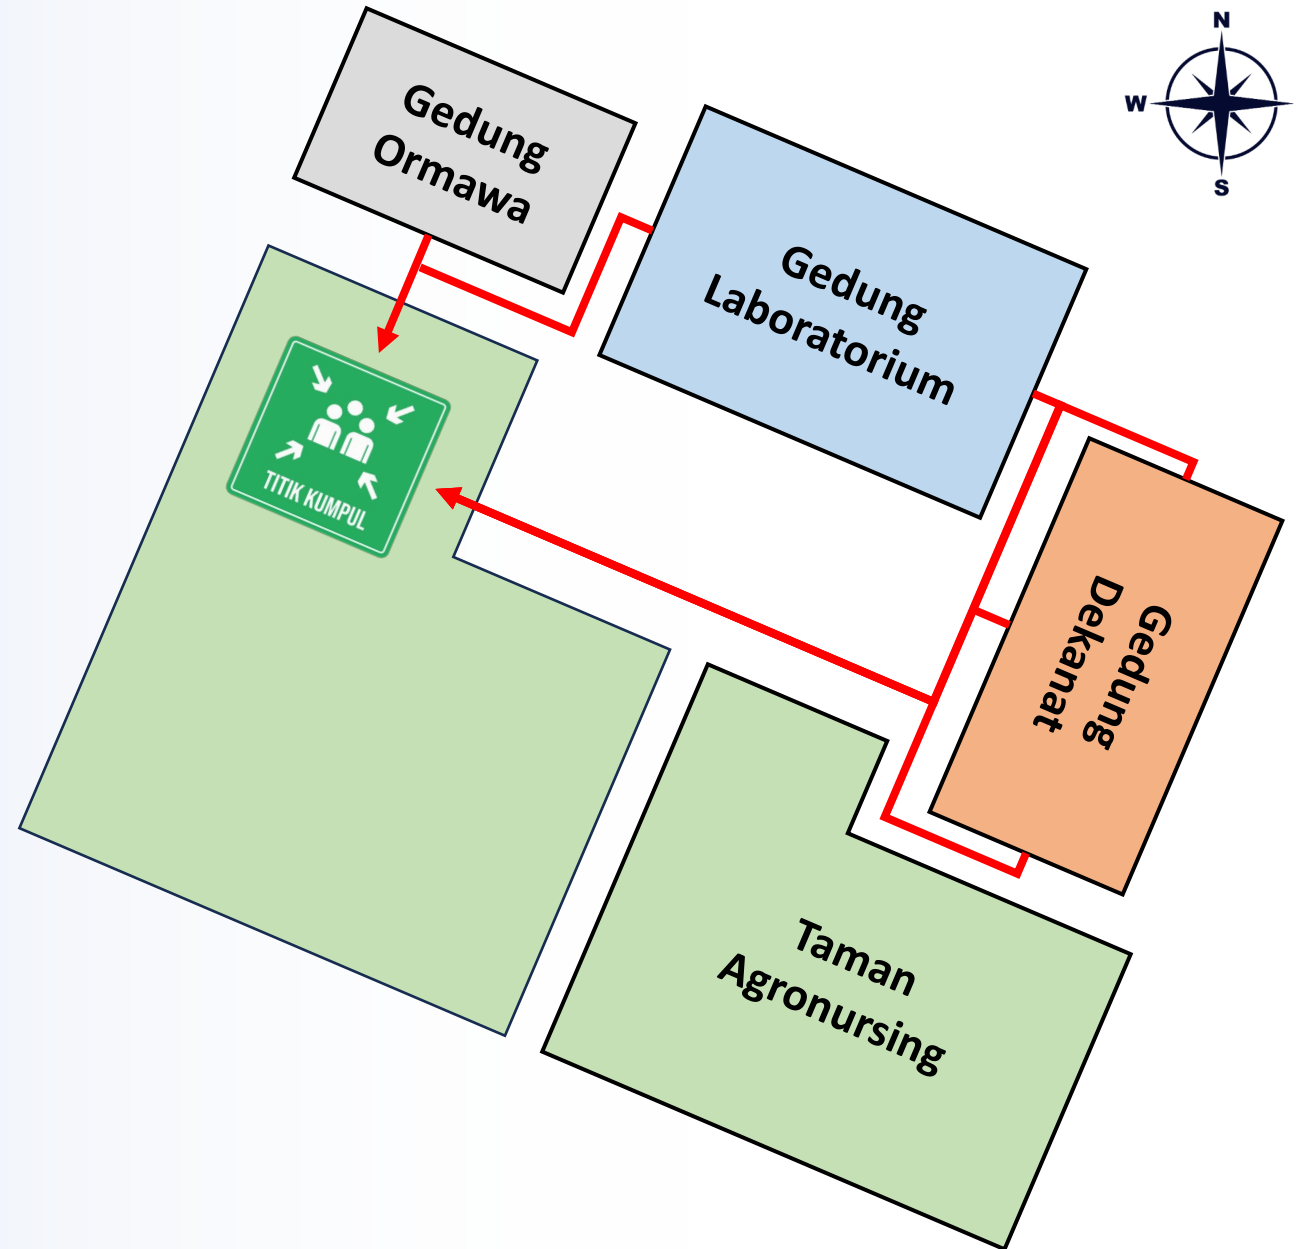 Gedung
Ormawa
N
W
S
Gedung
Laboratorium
TITIK KUMPUL
Gedung
Dekanat
Taman
Agronursing